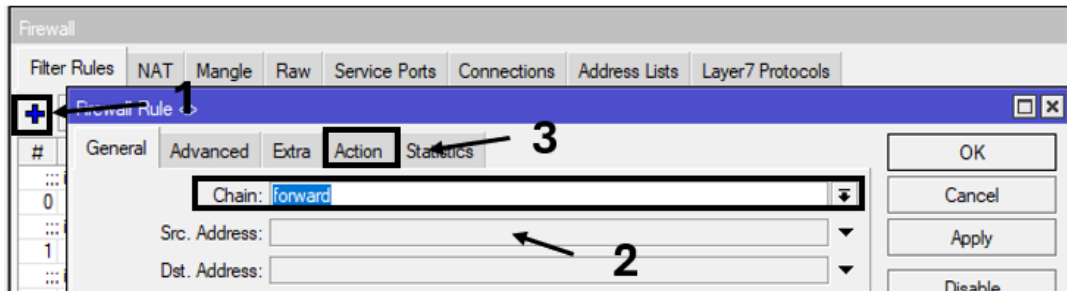 Firewall
Filter Rules NAT Mangle Raw Service Ports Connections Address Lists Layer7 Protocols
1
Firewall Rule <>
General Advanced Extra Action Statistics 3 OK
#
;;; i
Chain: forward Cancel
0
Src. Address: Apply
;;; i
1
2
Dst. Address:
;;; i
Disable